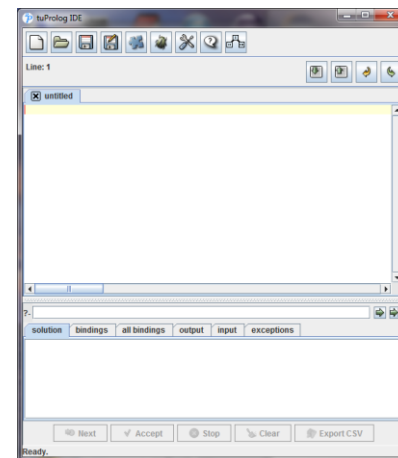 tuProlog IDE
Line: 1
untitled
?-
solution bindings all bindings output input exceptions
Next Accept Stop Clear Export CSV
Ready.